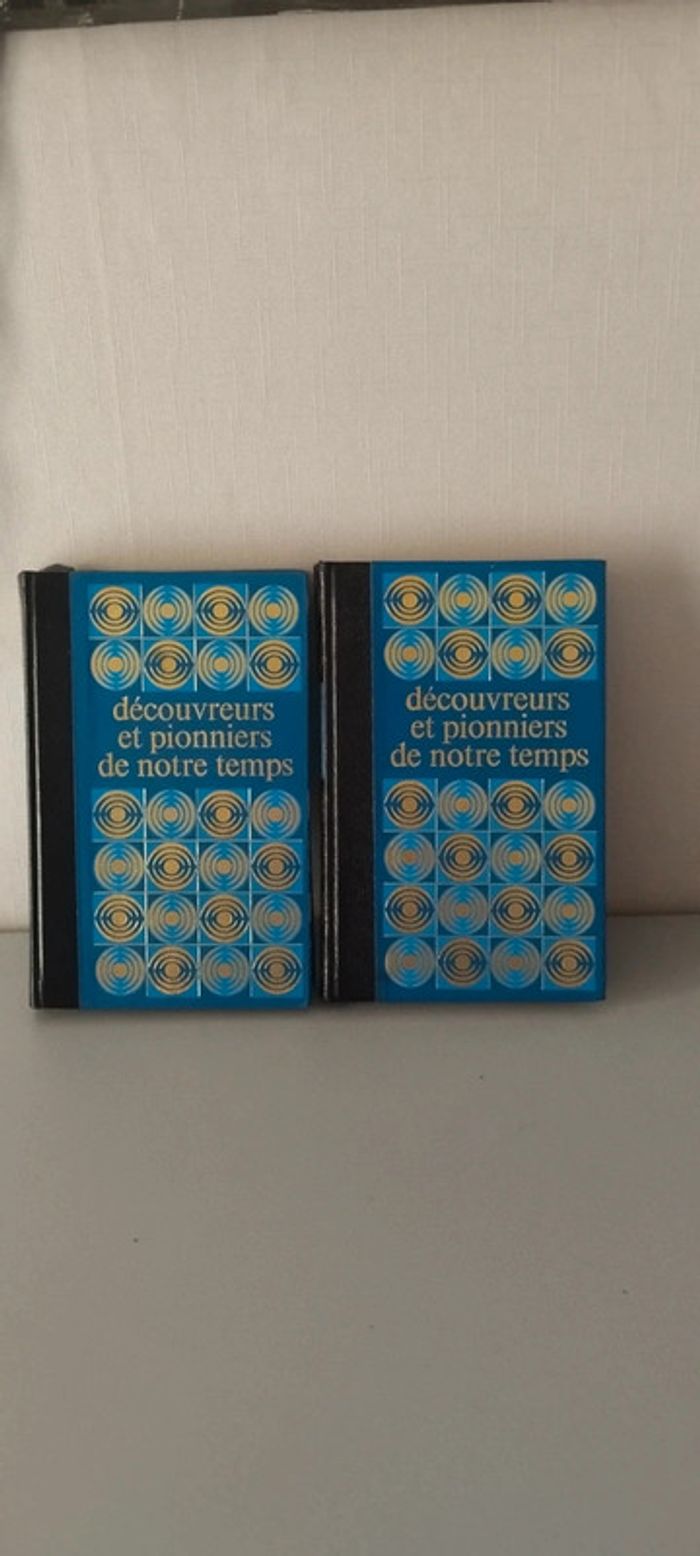 découvreurs
et pionniers
de notre temps
découvreurs
et pionniers
de notre temps